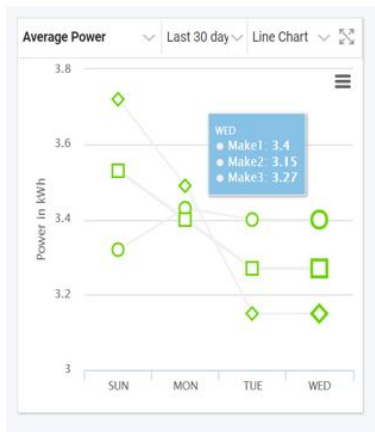 Average Power Last 30 day Line Chart
3.8
3.6
3.4
3.2
3
Power in kWh
WED
Make1: 3.4
Make2: 3.15
Make3: 3.27
SUN MON TUE WED